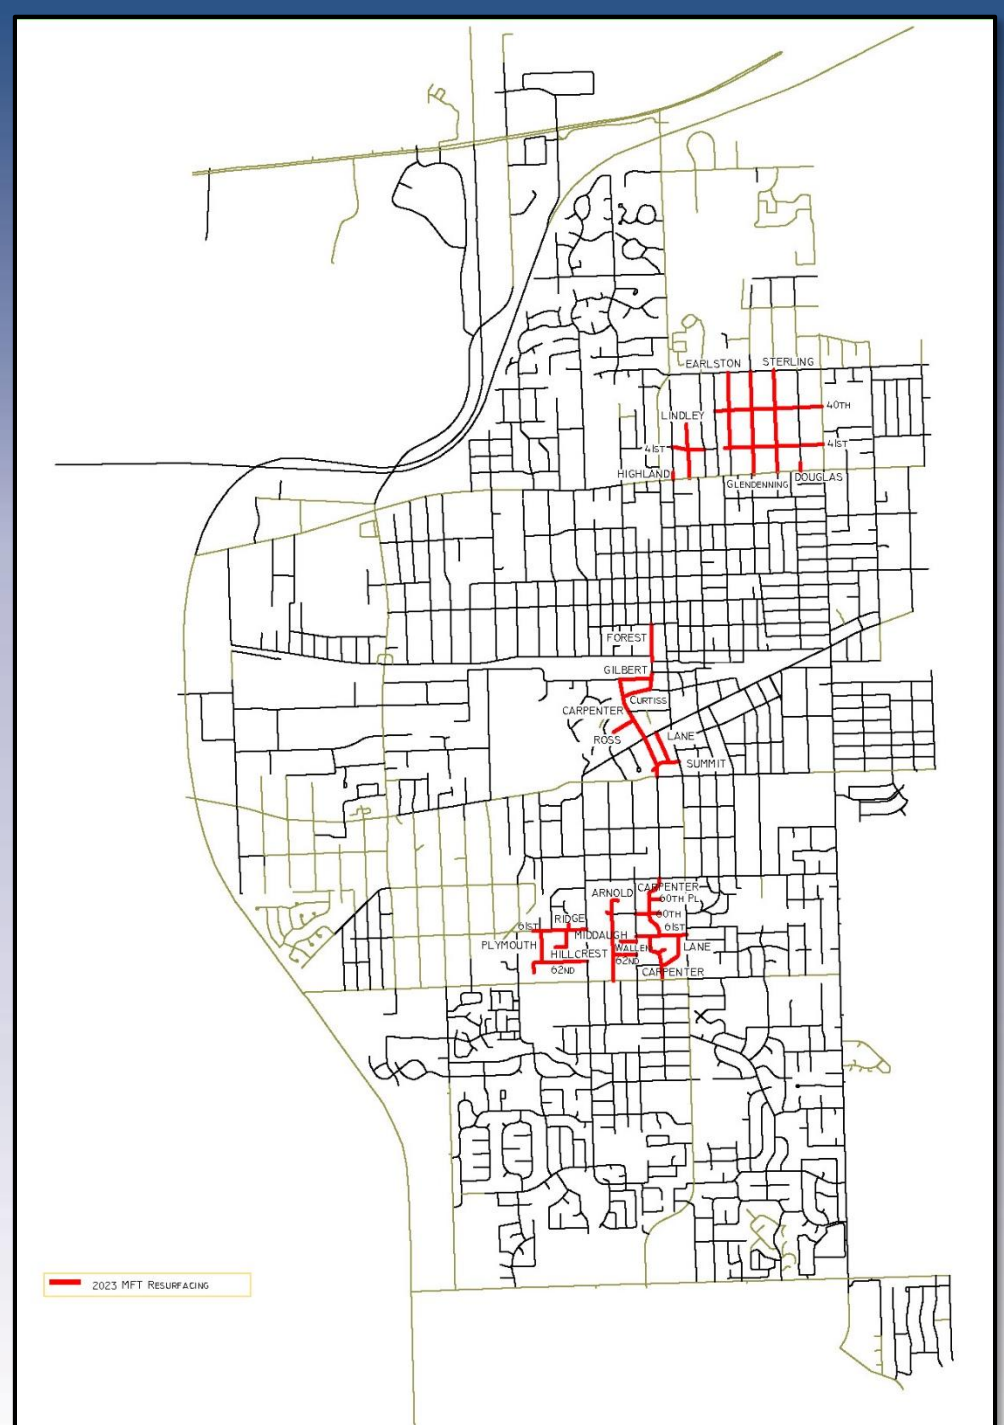 EARLSTON
STERLING
40TH
LINDLEY
41ST
41ST
HIGHLAND
GLENDENNING
DOUGLAS
FOREST
GILBERT
CURTISS
CARPENTER
ROSS
LANE
SUMMIT
ARNOLD
CARPENTER
60TH PL
RIDGE
60TH
61ST
61ST
MIDDAUGH
PLYMOUTH
WALLEN
LANE
HILLCREST
62ND
62ND
CARPENTER
2023 MFT RESURFACING